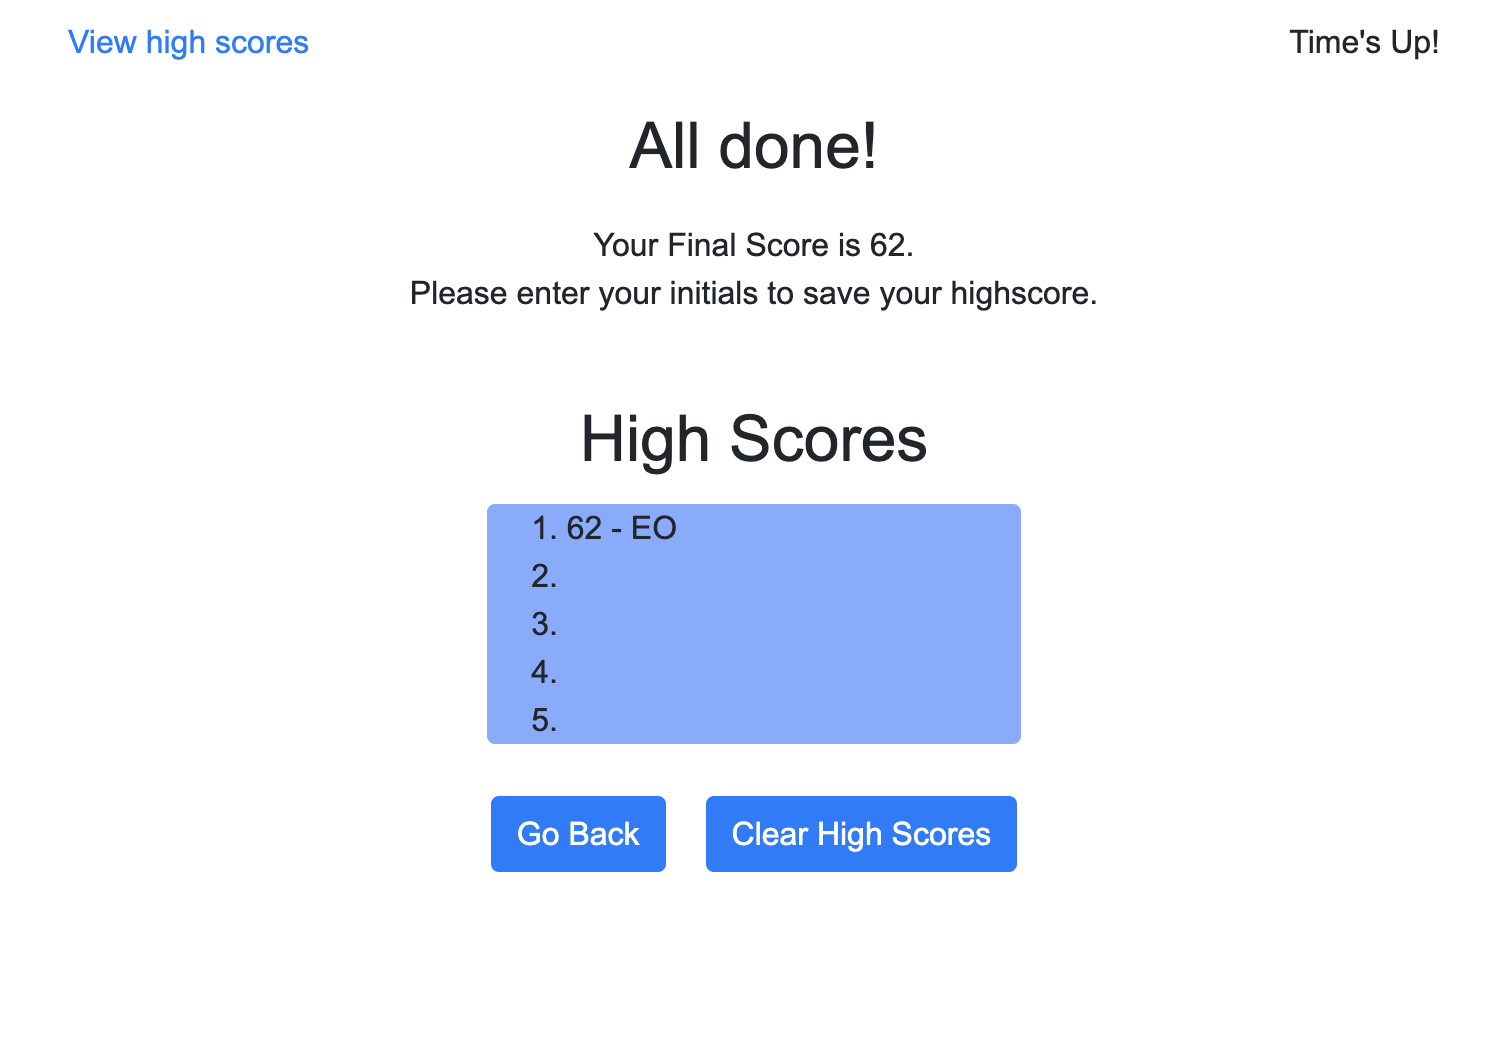 View high scores
Time's Up!
All done!
Your Final Score is 62.
Please enter your initials to save your highscore.
High Scores
1. 62 - EO
2.
3.
4.
5.
Go Back
Clear High Scores